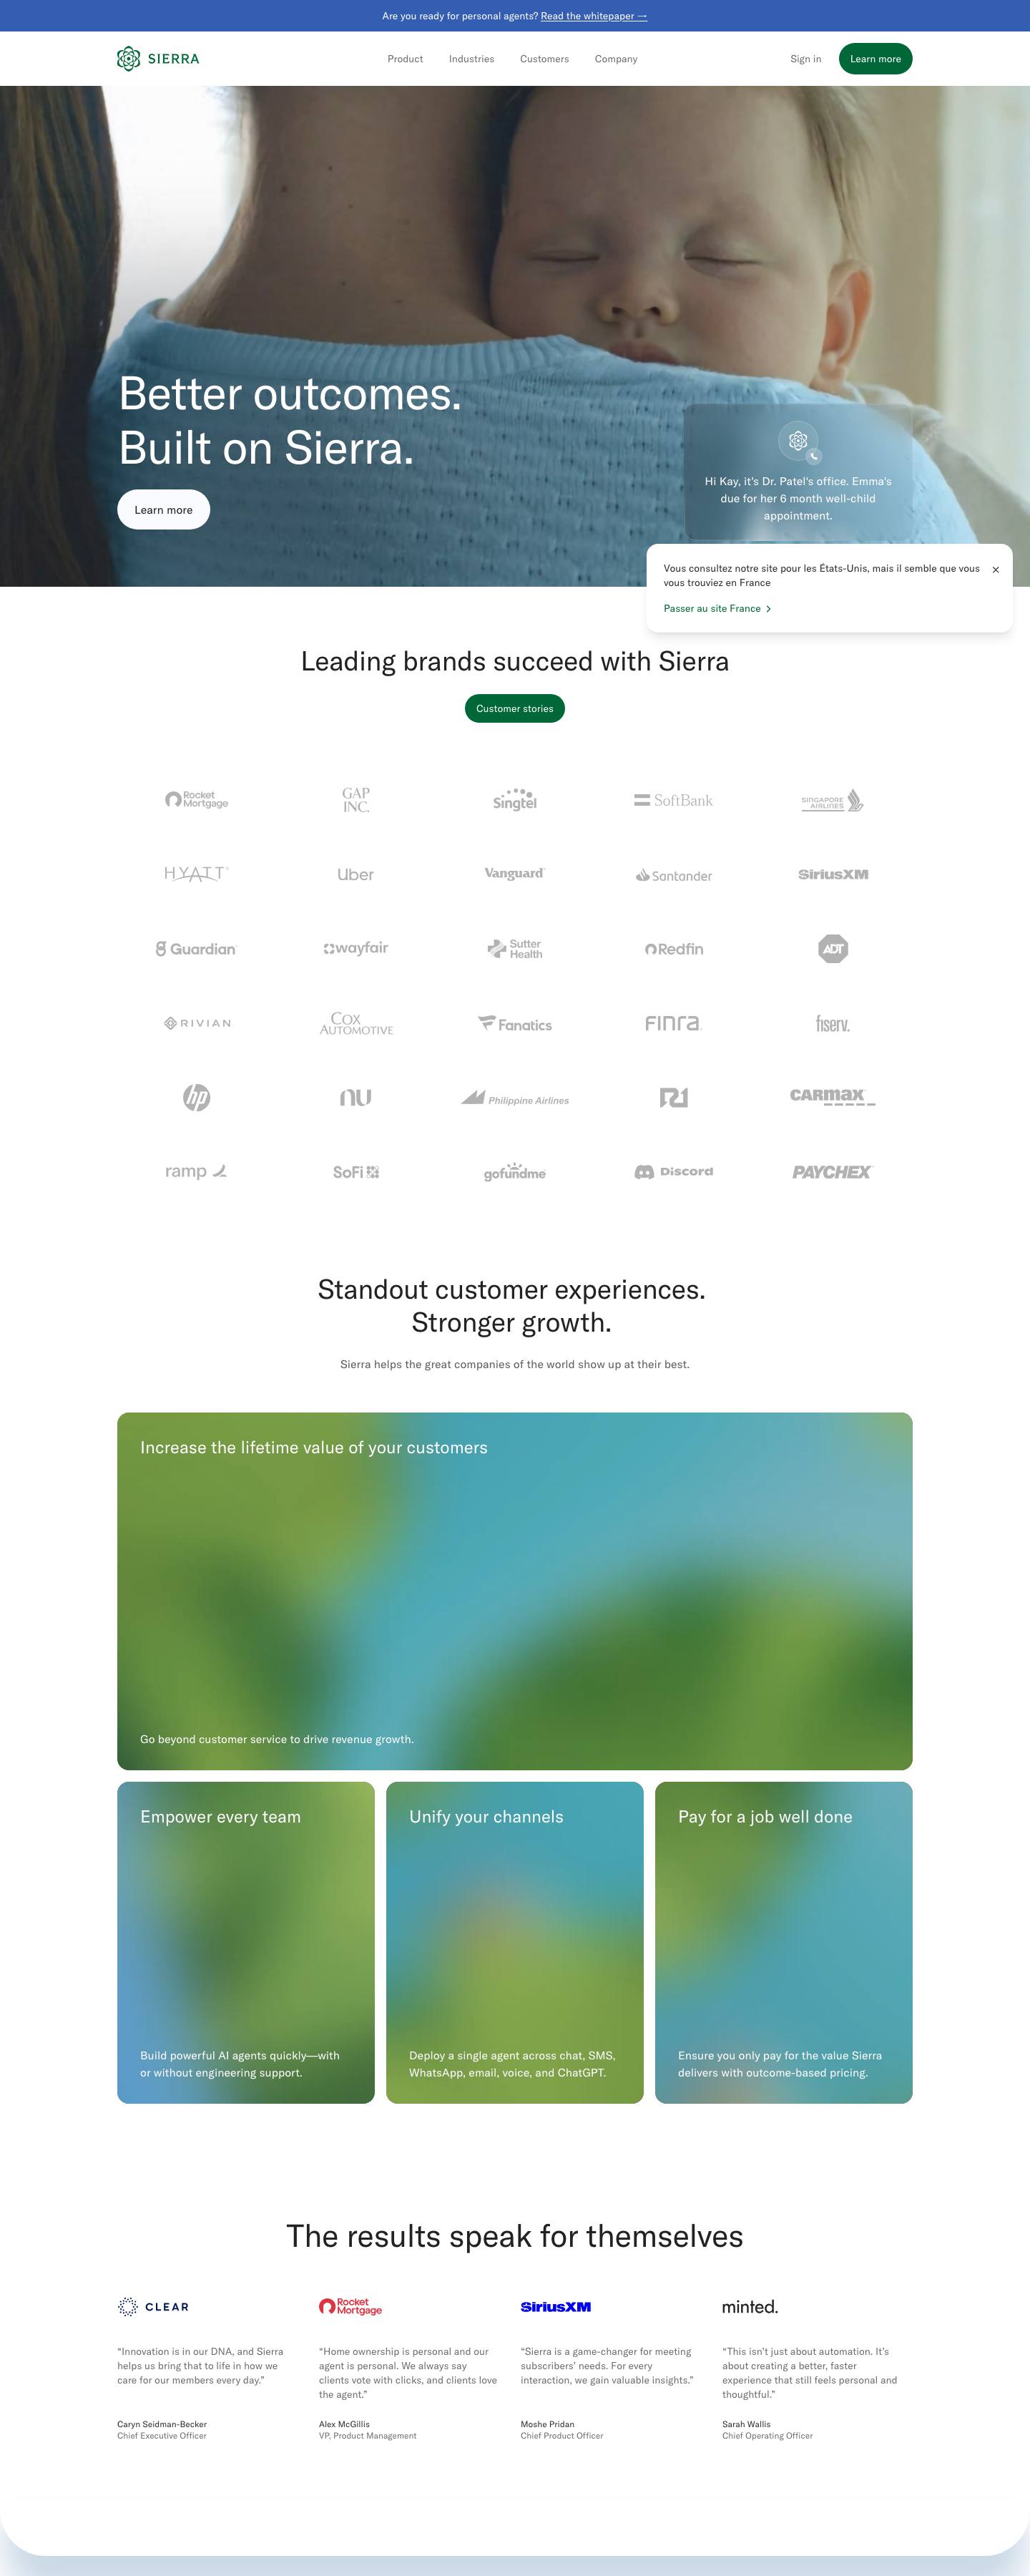 Are you ready for personal agents? Read the whitepaper →
SIERRA
Product
Industries
Customers
Company
Sign in
Learn more
Better outcomes.
Built on Sierra.
Learn more
Hi Kay, it's Dr. Patel's office. Emma's
due for her 6 month well-child
appointment.
Vous consultez notre site pour les États-Unis, mais il semble que vous
vous trouviez en France
Passer au site France
Leading brands succeed with Sierra
Customer stories
Rocket
Mortgage
GAP
INC.
Singtel
SoftBank
SINGAPORE
AIRLINES
HYATT
Uber
Vanguard
Santander
SiriusXM
Guardian
wayfair
Sutter
Health
Redfin
ADT
RIVIAN
COX
AUTOMOTIVE
Fanatics
FINRA
fiserv.
hp
nu
Philippine Airlines
R1
CARMAX
ramp
SoFi
gofundme
Discord
PAYCHEX
Standout customer experiences.
Stronger growth.
Sierra helps the great companies of the world show up at their best.
Increase the lifetime value of your customers
Go beyond customer service to drive revenue growth.
Empower every team
Build powerful AI agents quickly—with
or without engineering support.
Unify your channels
Deploy a single agent across chat, SMS,
WhatsApp, email, voice, and ChatGPT.
Pay for a job well done
Ensure you only pay for the value Sierra
delivers with outcome-based pricing.
The results speak for themselves
CLEAR
“Innovation is in our DNA, and Sierra
helps us bring that to life in how we
care for our members every day.”
Caryn Seidman-Becker
Chief Executive Officer
Rocket
Mortgage
“Home ownership is personal and our
agent is personal. We always say
clients vote with clicks, and clients love
the agent.”
Alex McGillis
VP, Product Management
SiriusXM
“Sierra is a game-changer for meeting
subscribers’ needs. For every
interaction, we gain valuable insights.”
Moshe Pridan
Chief Product Officer
minted.
“This isn’t just about automation. It’s
about creating a better, faster
experience that still feels personal and
thoughtful.”
Sarah Wallis
Chief Operating Officer